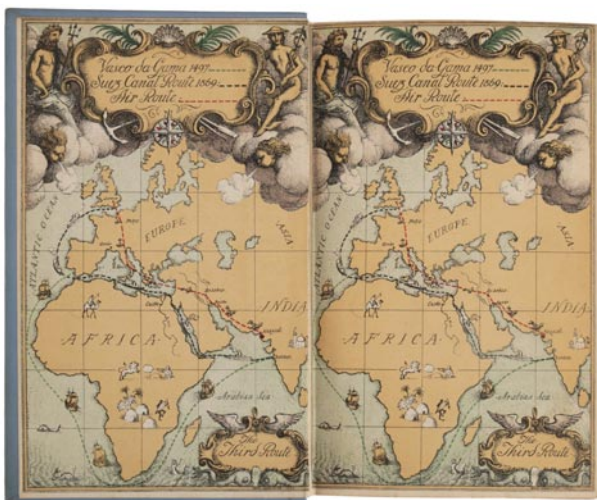 Vasco da Gama 1497
Suez Canal Route 1869
Air Route
ATLANTIC OCEAN
EUROPE
ASIA
INDIA
AFRICA
Cairo
Arabian Sea
The
Third Route
Vasco da Gama 1497
Suez Canal Route 1869
Air Route
ATLANTIC OCEAN
EUROPE
ASIA
INDIA
AFRICA
Cairo
Arabian Sea
The
Third Route